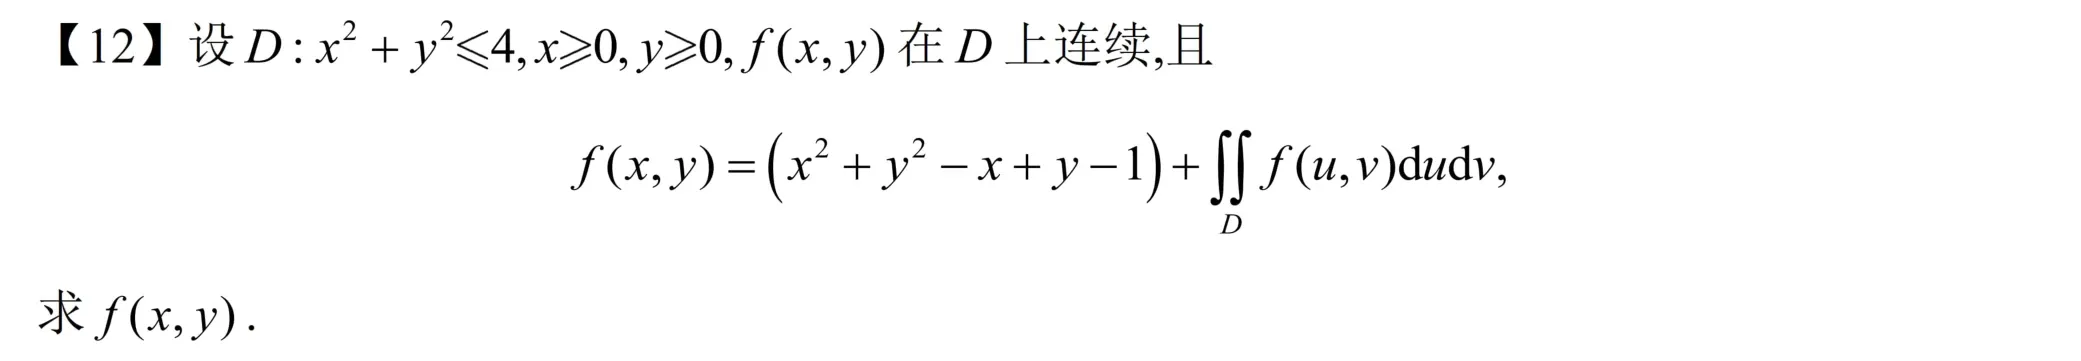 【12】设 D : x² + y²≤4, x≥0, y≥0, f(x, y) 在 D 上连续,且
f(x, y) = (x² + y² − x + y − 1) + ∬_D f(u, v)dudv,
求 f(x, y) .